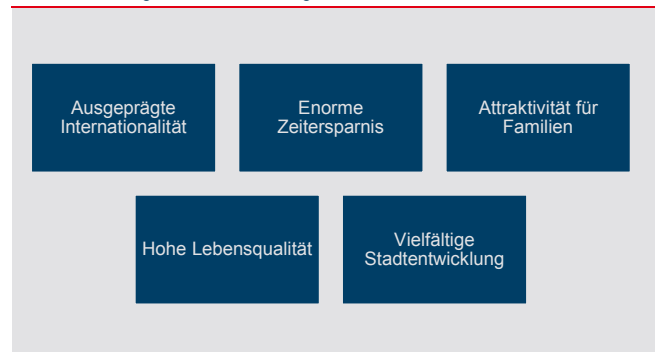 Ausgeprägte
Internationalität
Enorme
Zeitersparnis
Attraktivität für
Familien
Hohe Lebensqualität
Vielfältige
Stadtentwicklung